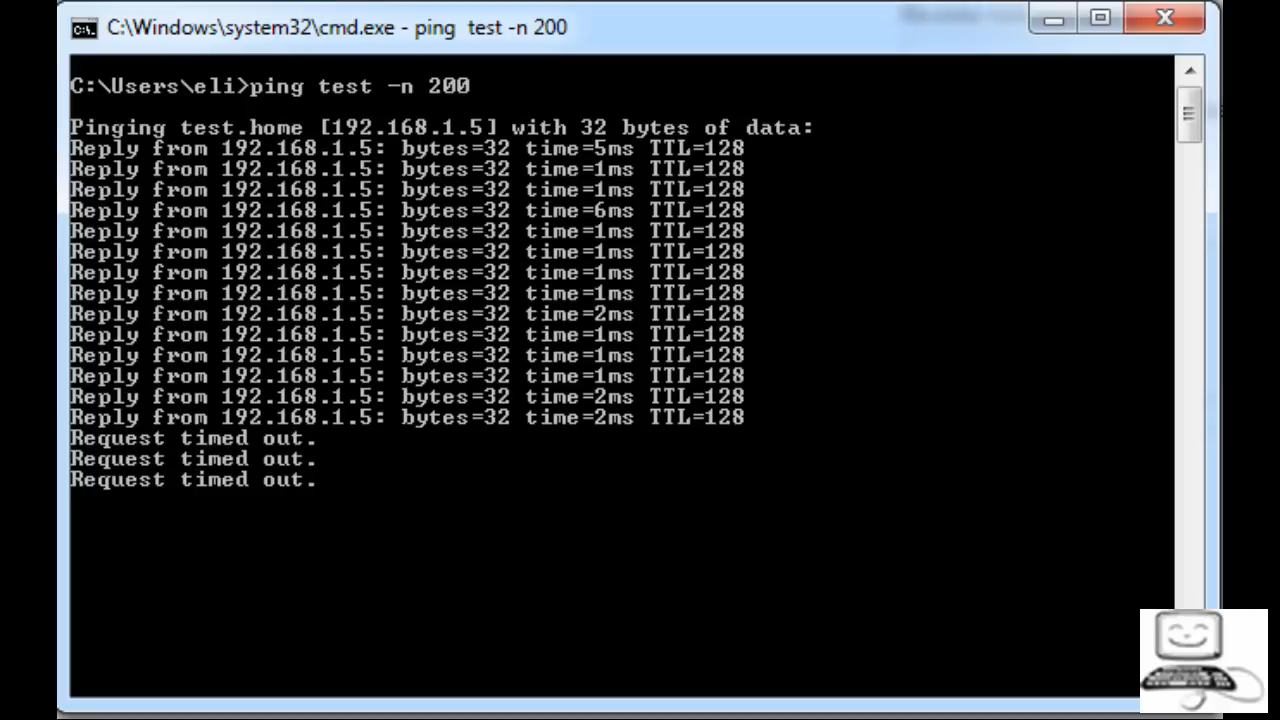 C:\Windows\system32\cmd.exe - ping  test -n 200
C:\Users\eli>ping test -n 200
Pinging test.home [192.168.1.5] with 32 bytes of data:
Reply from 192.168.1.5: bytes=32 time=5ms TTL=128
Reply from 192.168.1.5: bytes=32 time=1ms TTL=128
Reply from 192.168.1.5: bytes=32 time=1ms TTL=128
Reply from 192.168.1.5: bytes=32 time=6ms TTL=128
Reply from 192.168.1.5: bytes=32 time=1ms TTL=128
Reply from 192.168.1.5: bytes=32 time=1ms TTL=128
Reply from 192.168.1.5: bytes=32 time=1ms TTL=128
Reply from 192.168.1.5: bytes=32 time=1ms TTL=128
Reply from 192.168.1.5: bytes=32 time=2ms TTL=128
Reply from 192.168.1.5: bytes=32 time=1ms TTL=128
Reply from 192.168.1.5: bytes=32 time=1ms TTL=128
Reply from 192.168.1.5: bytes=32 time=1ms TTL=128
Reply from 192.168.1.5: bytes=32 time=2ms TTL=128
Reply from 192.168.1.5: bytes=32 time=2ms TTL=128
Request timed out.
Request timed out.
Request timed out.